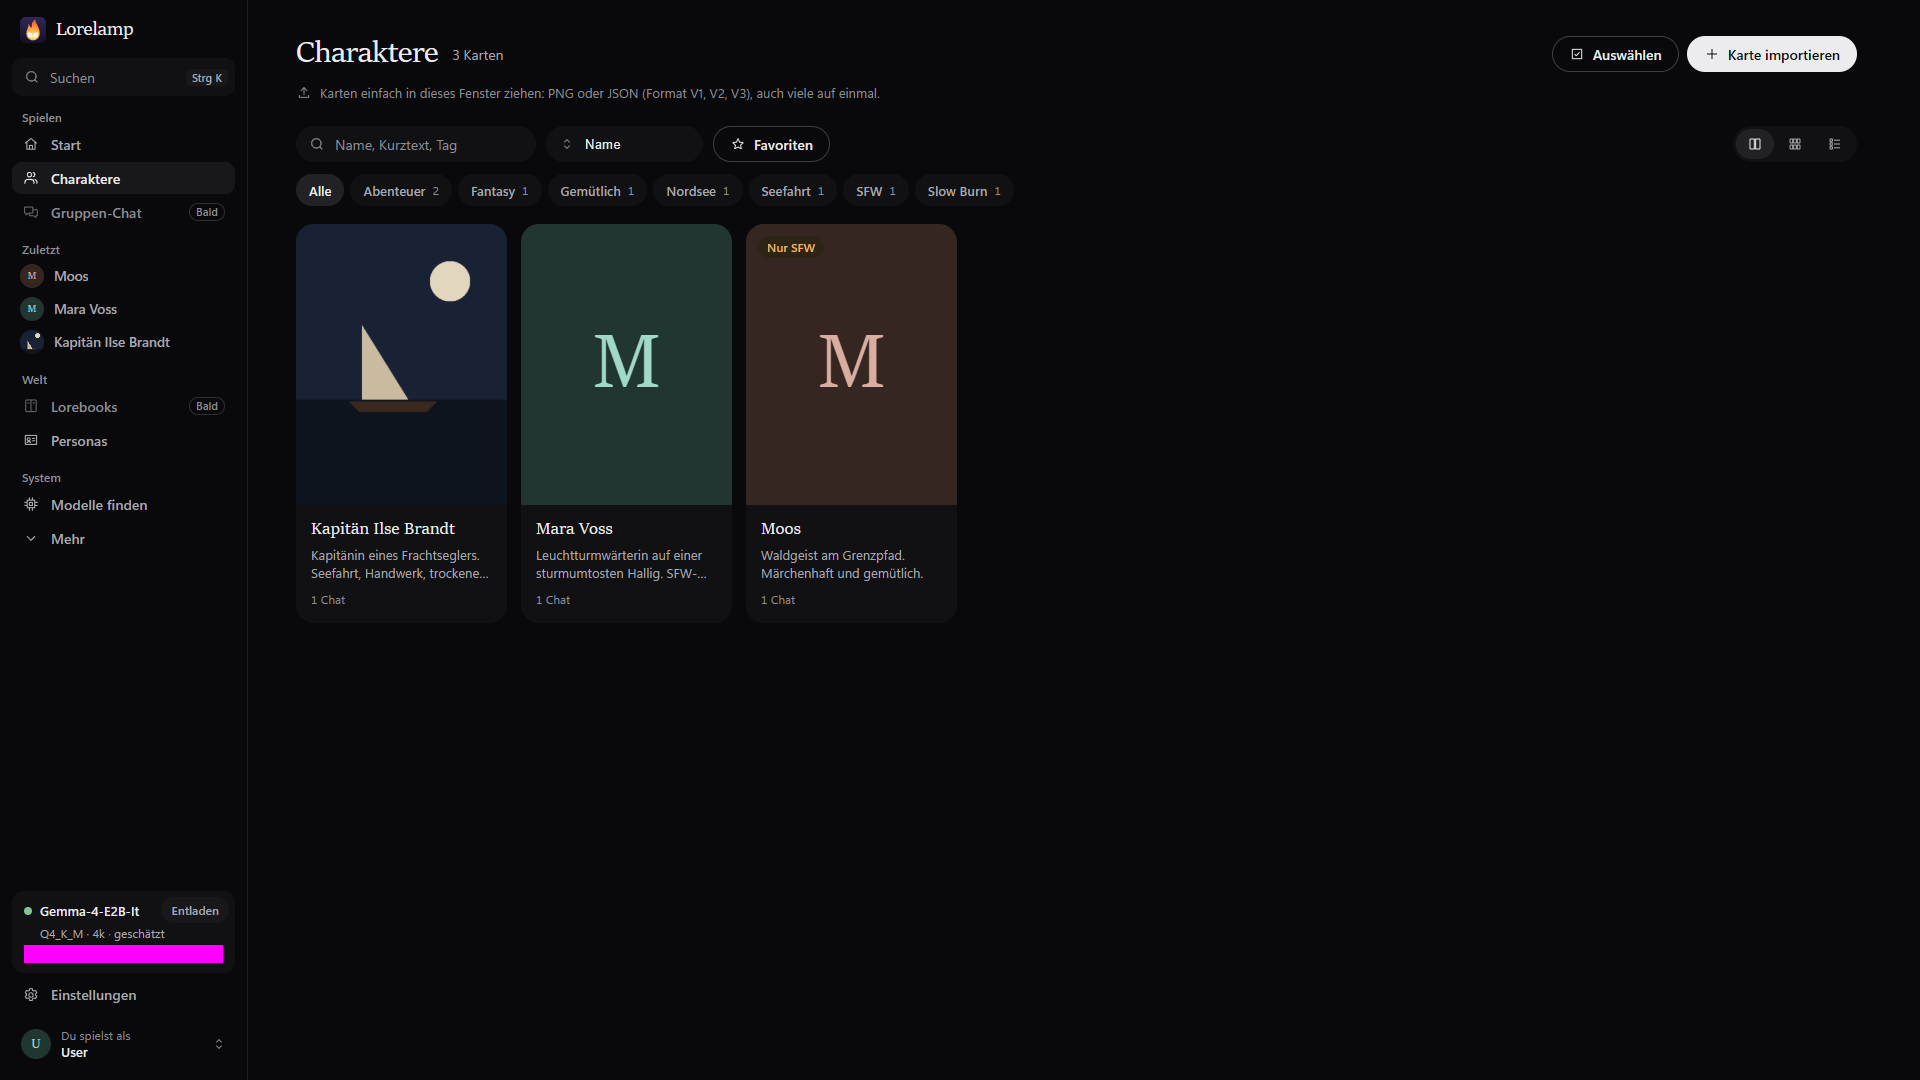 Lorelamp
Suchen
Strg K
Spielen
Start
Charaktere
Gruppen-Chat
Bald
Zuletzt
M
Moos
M
Mara Voss
Kapitän Ilse Brandt
Welt
Lorebooks
Bald
Personas
System
Modelle finden
Mehr
Gemma-4-E2B-It
Entladen
Q4_K_M · 4k · geschätzt
Einstellungen
U
Du spielst als
User
Charaktere
3 Karten
Auswählen
Karte importieren
Karten einfach in dieses Fenster ziehen: PNG oder JSON (Format V1, V2, V3), auch viele auf einmal.
Name, Kurztext, Tag
Name
Favoriten
Alle
Abenteuer 2
Fantasy 1
Gemütlich 1
Nordsee 1
Seefahrt 1
SFW 1
Slow Burn 1
Kapitän Ilse Brandt
Kapitänin eines Frachtseglers.
Seefahrt, Handwerk, trockene...
1 Chat
M
Mara Voss
Leuchtturmwärterin auf einer
sturmumtosten Hallig. SFW-...
1 Chat
Nur SFW
M
Moos
Waldgeist am Grenzpfad.
Märchenhaft und gemütlich.
1 Chat